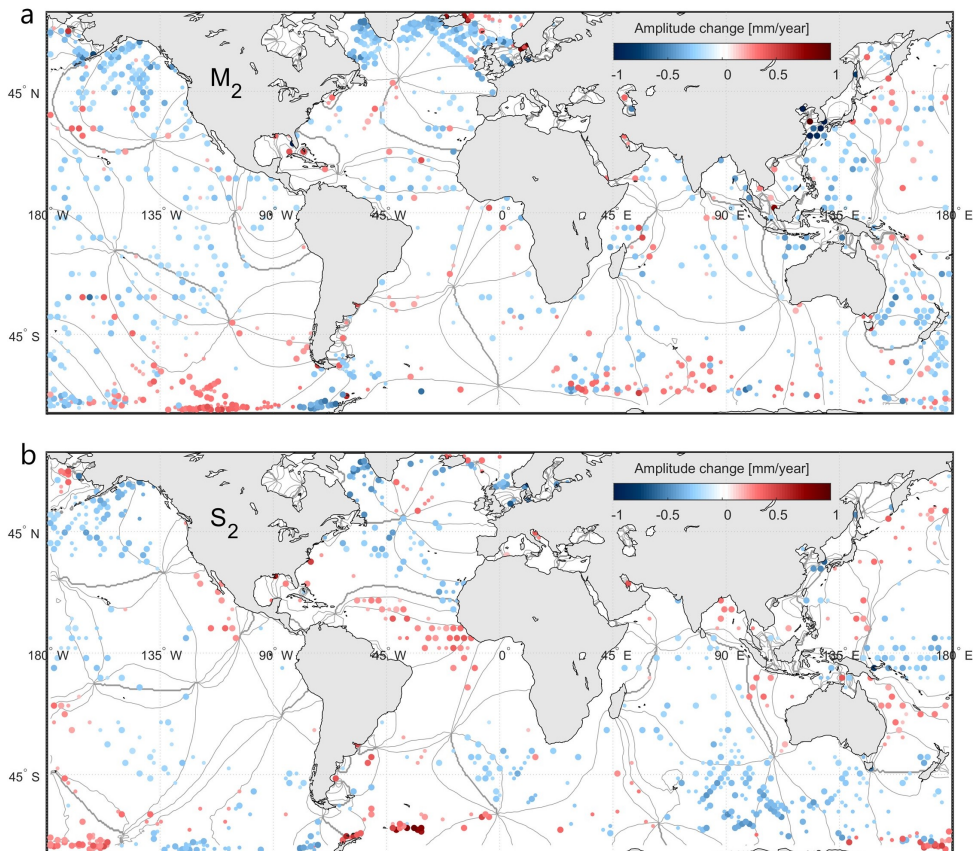 a
Amplitude change [mm/year]
-1 -0.5 0 0.5 1
M2
45° N
180° W 135° W 90° W 45° W 0° 45° E 90° E 135° E 180° E
45° S
b
Amplitude change [mm/year]
-1 -0.5 0 0.5 1
S2
45° N
180° W 135° W 90° W 45° W 0° 45° E 90° E 135° E 180° E
45° S